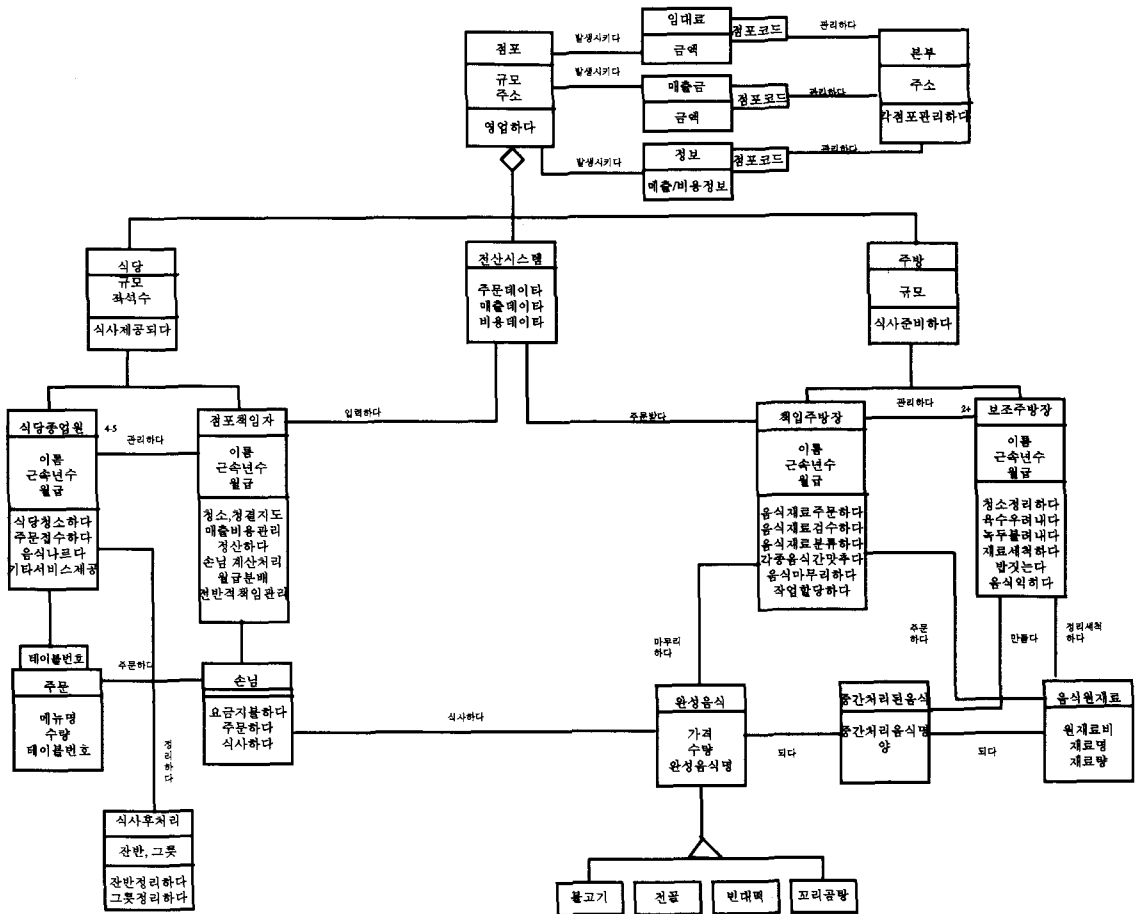 점포
규모
주소
영업하다
발생시키다
발생시키다
발생시키다
임대료
금액
점포코드
관리하다
매출금
금액
점포코드
관리하다
정보
매출/비용정보
점포코드
관리하다
본부
주소
각점포관리하다
식당
규모
좌석수
식사제공되다
전산시스템
주문데이타
매출데이타
비용데이타
주방
규모
식사준비하다
식당종업원
이름
근속년수
월급
식당청소하다
주문접수하다
음식나르다
기타서비스제공
4-5
관리하다
점포책임자
이름
근속년수
월급
청소,청결지도
매출비용관리
정산하다
손님 계산처리
월급분배
전반적책임관리
입력하다
주문받다
책임주방장
이름
근속년수
월급
음식재료주문하다
음식재료검수하다
음식재료분류하다
각종음식간맞추다
음식마무리하다
작업할당하다
관리하다
2+
보조주방장
이름
근속년수
월급
청소정리하다
육수우려내다
녹두불려내다
재료세척하다
밥짓는다
음식익히다
테이블번호
주문
메뉴명
수량
테이블번호
주문하다
손님
요금지불하다
주문하다
식사하다
정리하다
식사하다
마무리
하다
주문
하다
만들다
정리세척
하다
완성음식
가격
수량
완성음식명
되다
중간처리된음식
중간처리음식명
양
되다
음식원재료
원재료비
재료명
재료량
식사후처리
잔반, 그릇
잔반정리하다
그릇정리하다
불고기
전골
빈대떡
꼬리곰탕